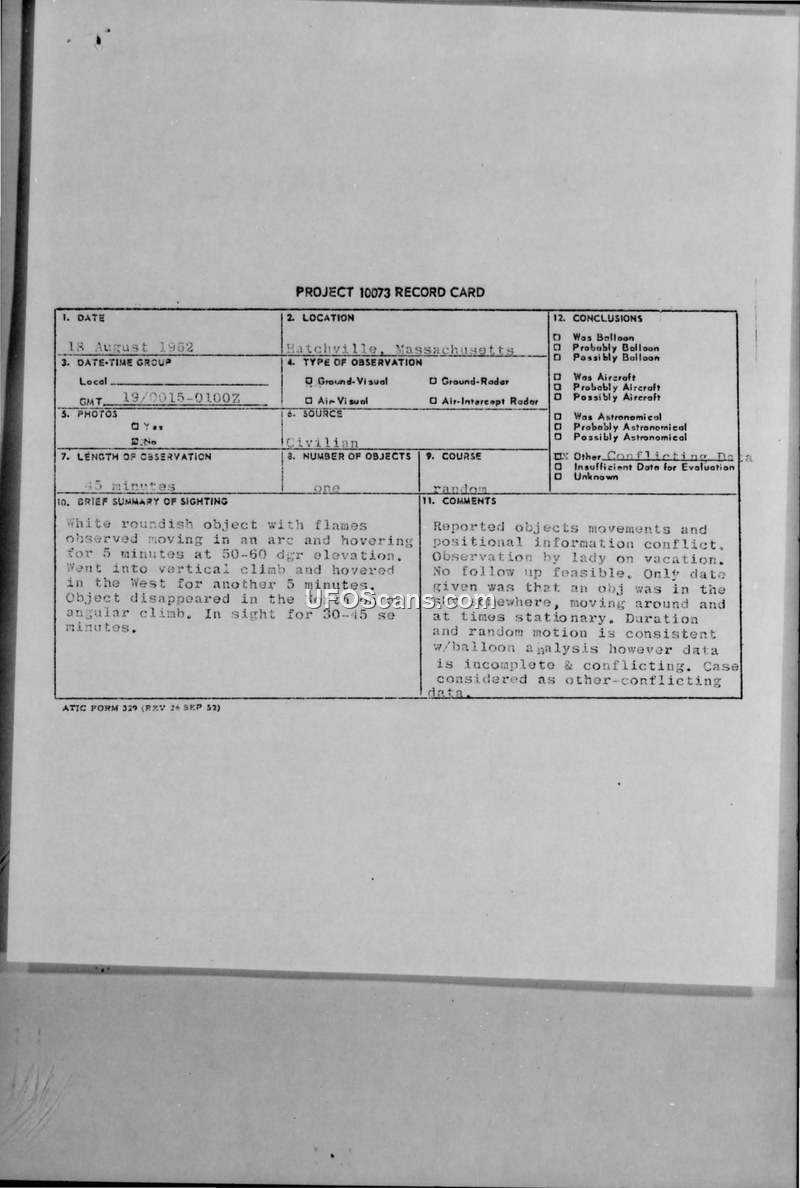 PROJECT 10073 RECORD CARD
1. DATE
18 August 1962
2. LOCATION
Hatchville, Massachusetts
12. CONCLUSIONS
Was Balloon
Probably Balloon
Possibly Balloon
Was Aircraft
Probably Aircraft
Possibly Aircraft
Was Astronomical
Probably Astronomical
Possibly Astronomical
X Other Conflicting Data
Insufficient Data for Evaluation
Unknown
3. DATE-TIME GROUP
Local
GMT 19/0015-0100Z
4. TYPE OF OBSERVATION
Ground-Visual Ground-Radar
Air-Visual Air-Intercept Radar
5. PHOTOS
Yes
No
6. SOURCE
Civilian
7. LENGTH OF OBSERVATION
45 minutes
8. NUMBER OF OBJECTS
one
9. COURSE
random
10. BRIEF SUMMARY OF SIGHTING
White roundish object with flames
observed moving in an arc and hovering
for 5 minutes at 50-60 dgr elevation.
Went into vertical climb and hovered
in the West for another 5 minutes.
Object disappeared in the
angular climb. In sight for 30-45 se
minutes.
11. COMMENTS
Reported objects movements and
positional information conflict.
Observation by lady on vacation.
No follow up feasible. Only data
given was that an obj was in the
somewhere, moving around and
at times stationary. Duration
and random motion is consistent
w/balloon analysis however data
is incomplete & conflicting. Case
considered as other-conflicting
data.
UFOScans.com
ATIC FORM 329 (REV 26 SEP 52)